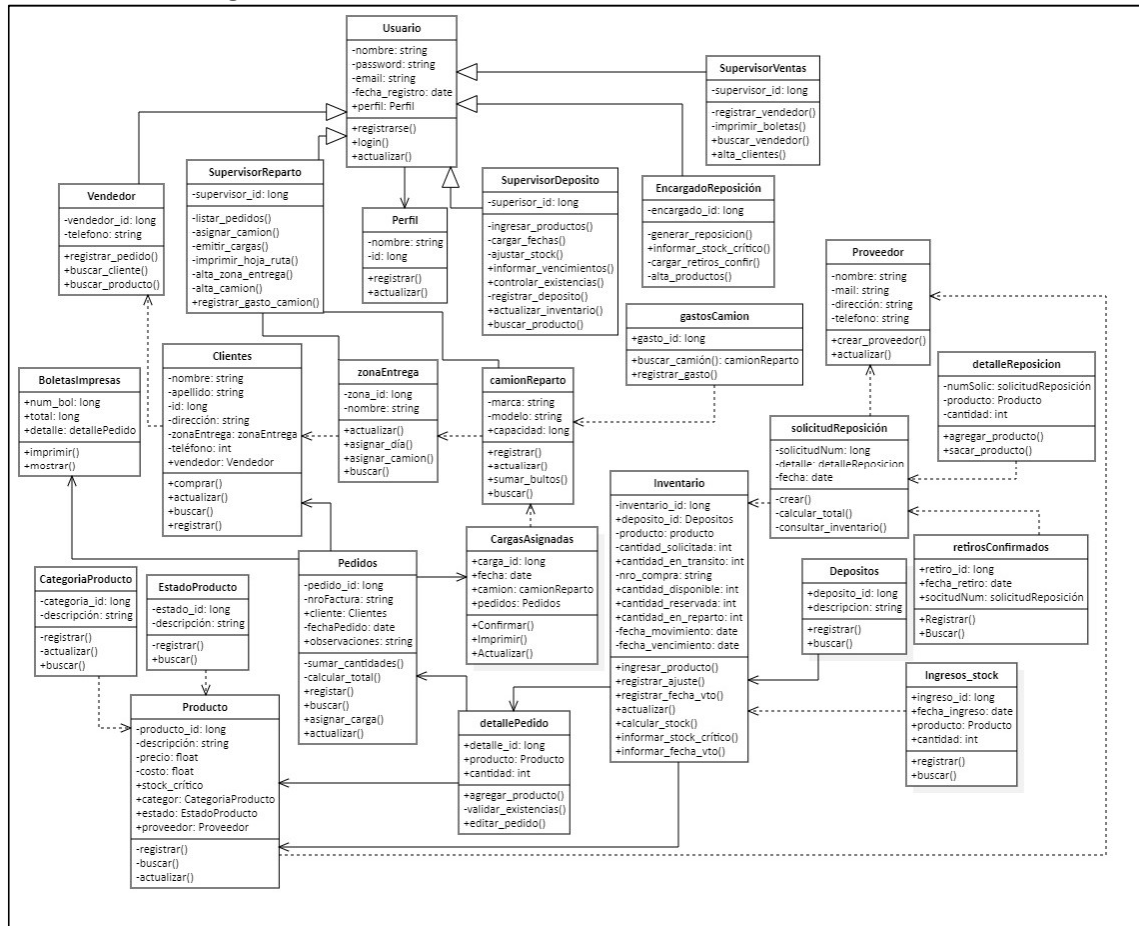 Usuario
-nombre: string
-password: string
-email: string
-fecha_registro: date
+perfil: Perfil
+registrarse()
+login()
+actualizar()
SupervisorVentas
-supervisor_id: long
-registrar_vendedor()
-imprimir_boletas()
+buscar_vendedor()
+alta_clientes()
Vendedor
-vendedor_id: long
-telefono: string
+registrar_pedido()
+buscar_cliente()
+buscar_producto()
SupervisorReparto
-supervisor_id: long
-listar_pedidos()
-asignar_camion()
-emitir_cargas()
-imprimir_hoja_ruta()
-alta_zona_entrega()
-alta_camion()
+registrar_gasto_camion()
Perfil
-nombre: string
-id: long
+registrar()
+actualizar()
SupervisorDeposito
-superisor_id: long
-ingresar_productos()
-cargar_fechas()
-ajustar_stock()
-informar_vencimientos()
+controlar_existencias()
-registrar_deposito()
+actualizar_inventario()
+buscar_producto()
EncargadoReposición
-encargado_id: long
-generar_reposicion()
+informar_stock_crítico()
-cargar_retiros_confir()
-alta_productos()
Proveedor
-nombre: string
-mail: string
-dirección: string
-telefono: string
+crear_proveedor()
+actualizar()
gastosCamion
+gasto_id: long
+buscar_camión(): camionReparto
+registrar_gasto()
BoletasImpresas
+num_bol: long
+total: long
+detalle: detallePedido
+imprimir()
+mostrar()
Clientes
-nombre: string
-apellido: string
-id: long
-dirección: string
-zonaEntrega: zonaEntrega
-teléfono: int
+vendedor: Vendedor
+comprar()
+actualizar()
+buscar()
+registrar()
zonaEntrega
-zona_id: long
-nombre: string
+actualizar()
+asignar_día()
+asignar_camion()
+buscar()
camionReparto
-marca: string
-modelo: string
-capacidad: long
+registrar()
+actualizar()
+sumar_bultos()
+buscar()
detalleReposicion
-numSolic: solicitudReposición
-producto: Producto
-cantidad: int
+agregar_producto()
+sacar_producto()
solicitudReposición
-solicitudNum: long
-detalle: detalleReposicion
-fecha: date
-crear()
-calcular_total()
-consultar_inventario()
Inventario
-inventario_id: long
+deposito_id: Depositos
-producto: producto
-cantidad_solicitada: int
+cantidad_en_transito: int
-nro_compra: string
+cantidad_disponible: int
+cantidad_reservada: int
+cantidad_en_reparto: int
-fecha_movimiento: date
-fecha_vencimiento: date
+ingresar_producto()
+registrar_ajuste()
+registrar_fecha_vto()
+actualizar()
+calcular_stock()
+informar_stock_crítico()
+informar_fecha_vto()
retirosConfirmados
+retiro_id: long
+fecha_retiro: date
+socitudNum: solicitudReposición
+Registrar()
+Buscar()
CargasAsignadas
+carga_id: long
+fecha: date
+camion: camionReparto
+pedidos: Pedidos
+Confirmar()
+Imprimir()
+Actualizar()
Pedidos
-pedido_id: long
-nroFactura: string
+cliente: Clientes
-fechaPedido: date
+observaciones: string
-sumar_cantidades()
-calcular_total()
+registar()
+buscar()
+asignar_carga()
+actualizar()
CategoriaProducto
-categoria_id: long
-descripción: string
-registrar()
-actualizar()
+buscar()
EstadoProducto
-estado_id: long
-descripción: string
-registrar()
+buscar()
Depositos
+deposito_id: long
+descripcion: string
+registrar()
+buscar()
Ingresos_stock
+ingreso_id: long
+fecha_ingreso: date
+producto: Producto
+cantidad: int
+registrar()
+buscar()
Producto
-producto_id: long
-descripción: string
-precio: float
-costo: float
+stock_crítico
+categor: CategoriaProducto
+estado: EstadoProducto
+proveedor: Proveedor
-registrar()
-buscar()
-actualizar()
detallePedido
+detalle_id: long
+producto: Producto
+cantidad: int
+agregar_producto()
-validar_existencias()
+editar_pedido()